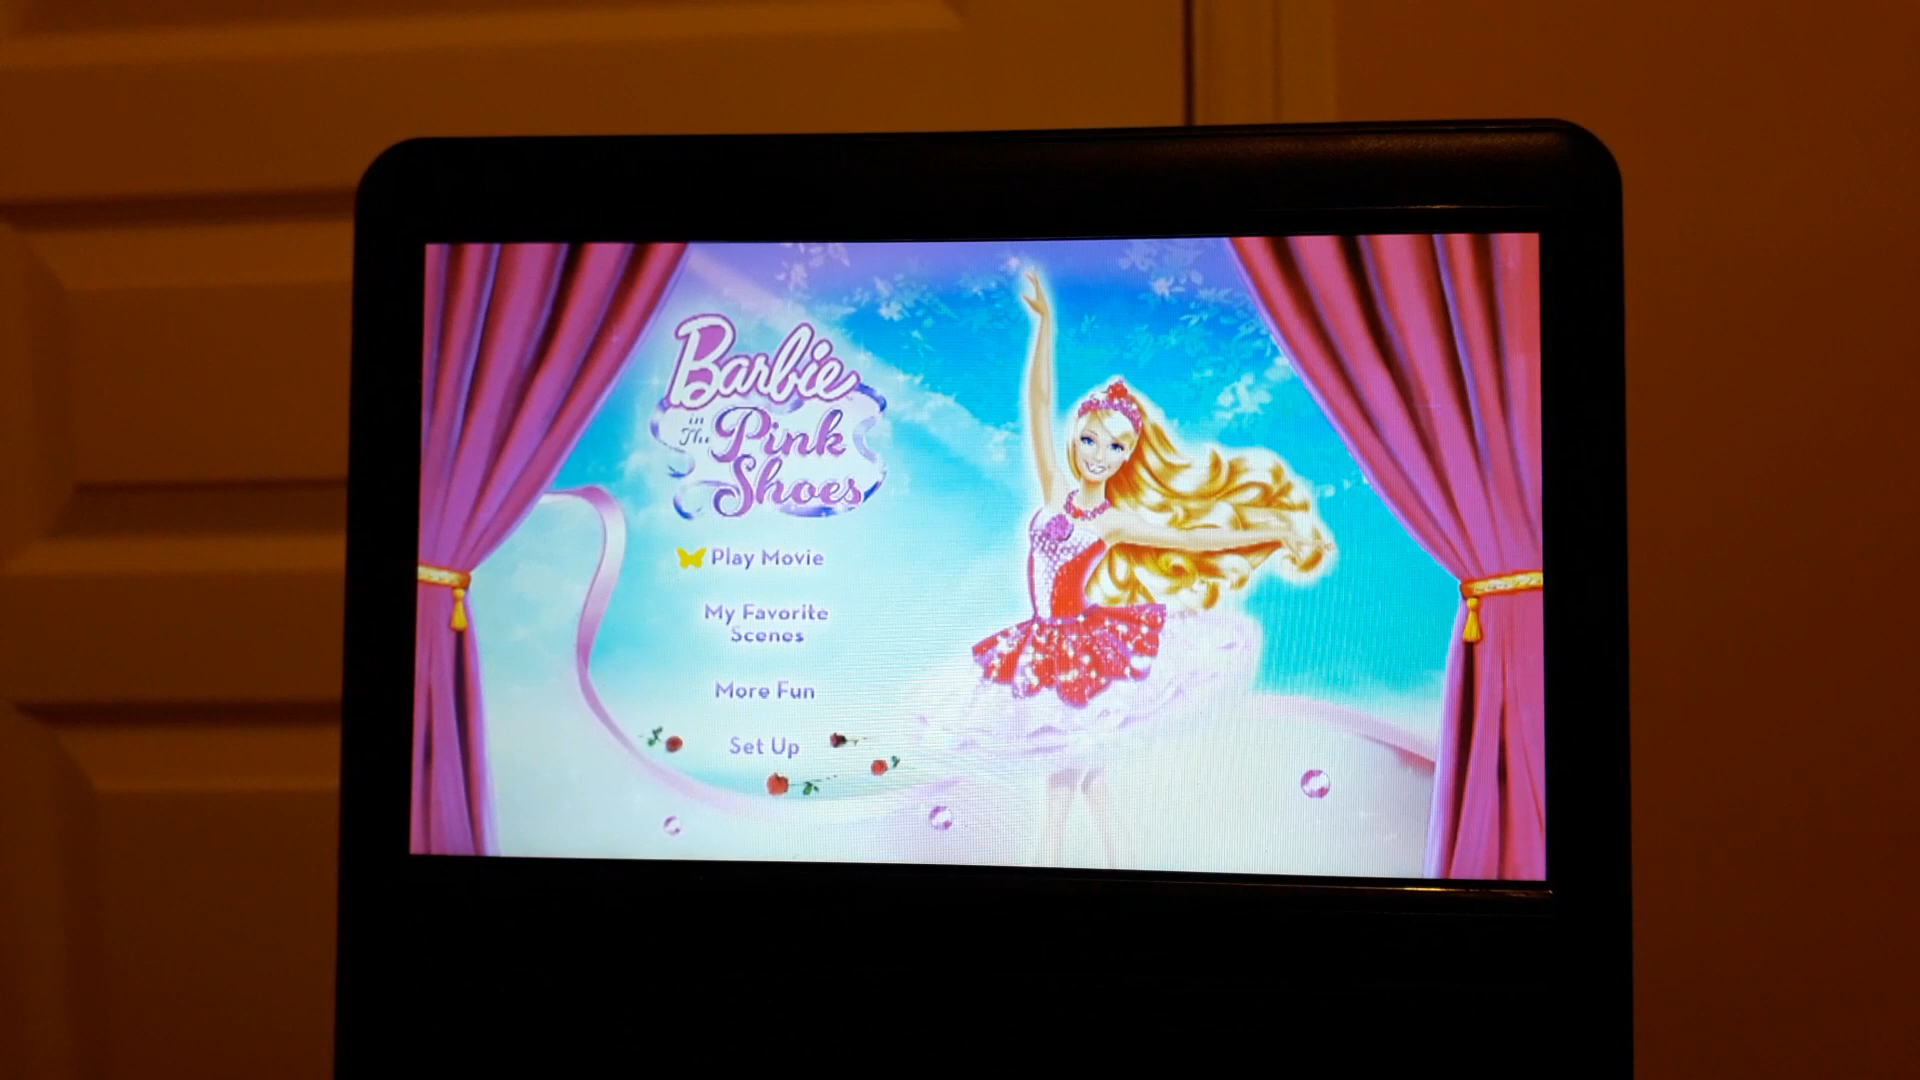 Barbie
in
The Pink
Shoes
Play Movie
My Favorite
Scenes
More Fun
Set Up